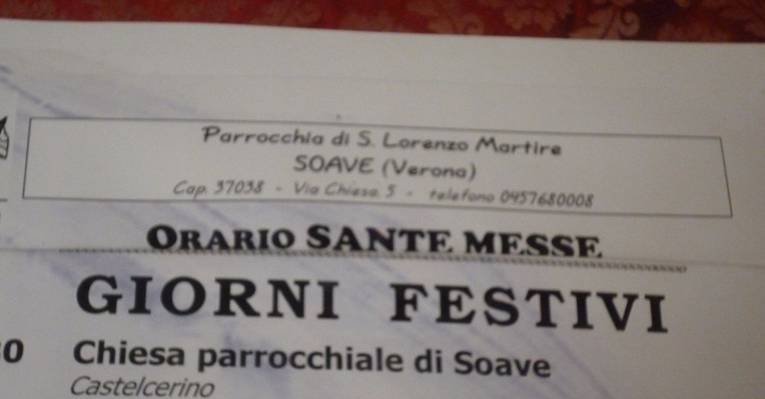 Parrocchia di S. Lorenzo Martire
SOAVE (Verona)
Cap. 37038 - Via Chiesa 5 - telefono 0457680008
ORARIO SANTE MESSE
GIORNI FESTIVI
0 Chiesa parrocchiale di Soave
Castelcerino